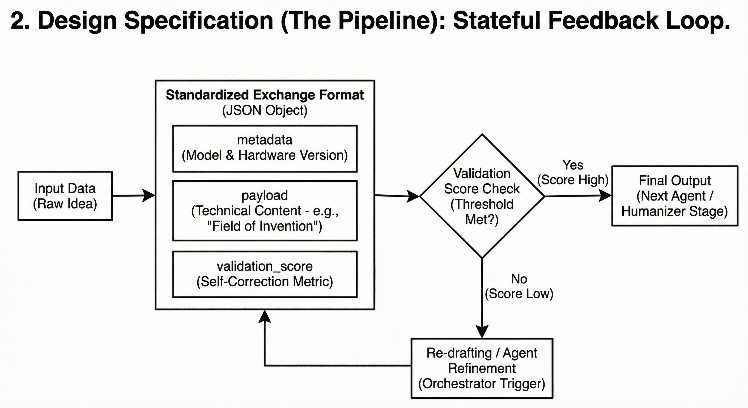 2. Design Specification (The Pipeline): Stateful Feedback Loop.
Standardized Exchange Format
(JSON Object)
metadata
(Model & Hardware Version)
Input Data
(Raw Idea)
payload
(Technical Content - e.g.,
"Field of Invention")
validation_score
(Self-Correction Metric)
Validation
Score Check
(Threshold
Met?)
Yes
(Score High)
Final Output
(Next Agent /
Humanizer Stage)
No
(Score Low)
Re-drafting / Agent
Refinement
(Orchestrator Trigger)